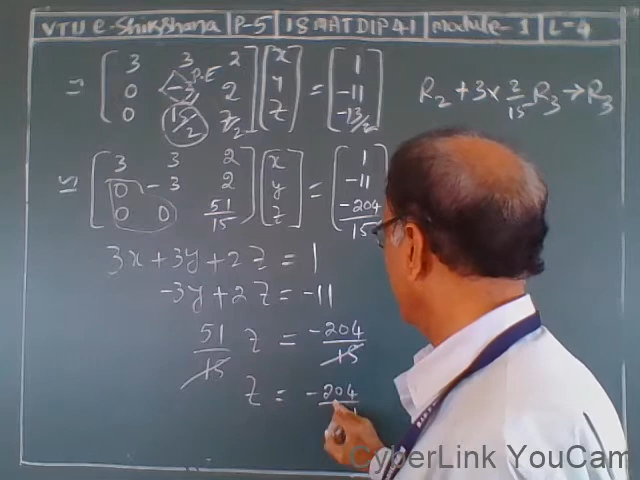 VTU e-Shikshana | P-5 | 18MATDIP41 | Module-1 | L-4
≃ [3 3 2] [x] = [1]
P.E
[0 -3 2] [y] [-11] R₂ + 3 × 2/15 R₃ → R₃
[0 15/2 7/2] [z] [-13/2]
≃ [3 3 2] [x] = [1]
[0 -3 2] [y] [-11]
[0 0 51/15] [z] [-204/15]
3x + 3y + 2z = 1
-3y + 2z = -11
51/15 z = -204/15
z = -204
CyberLink YouCam